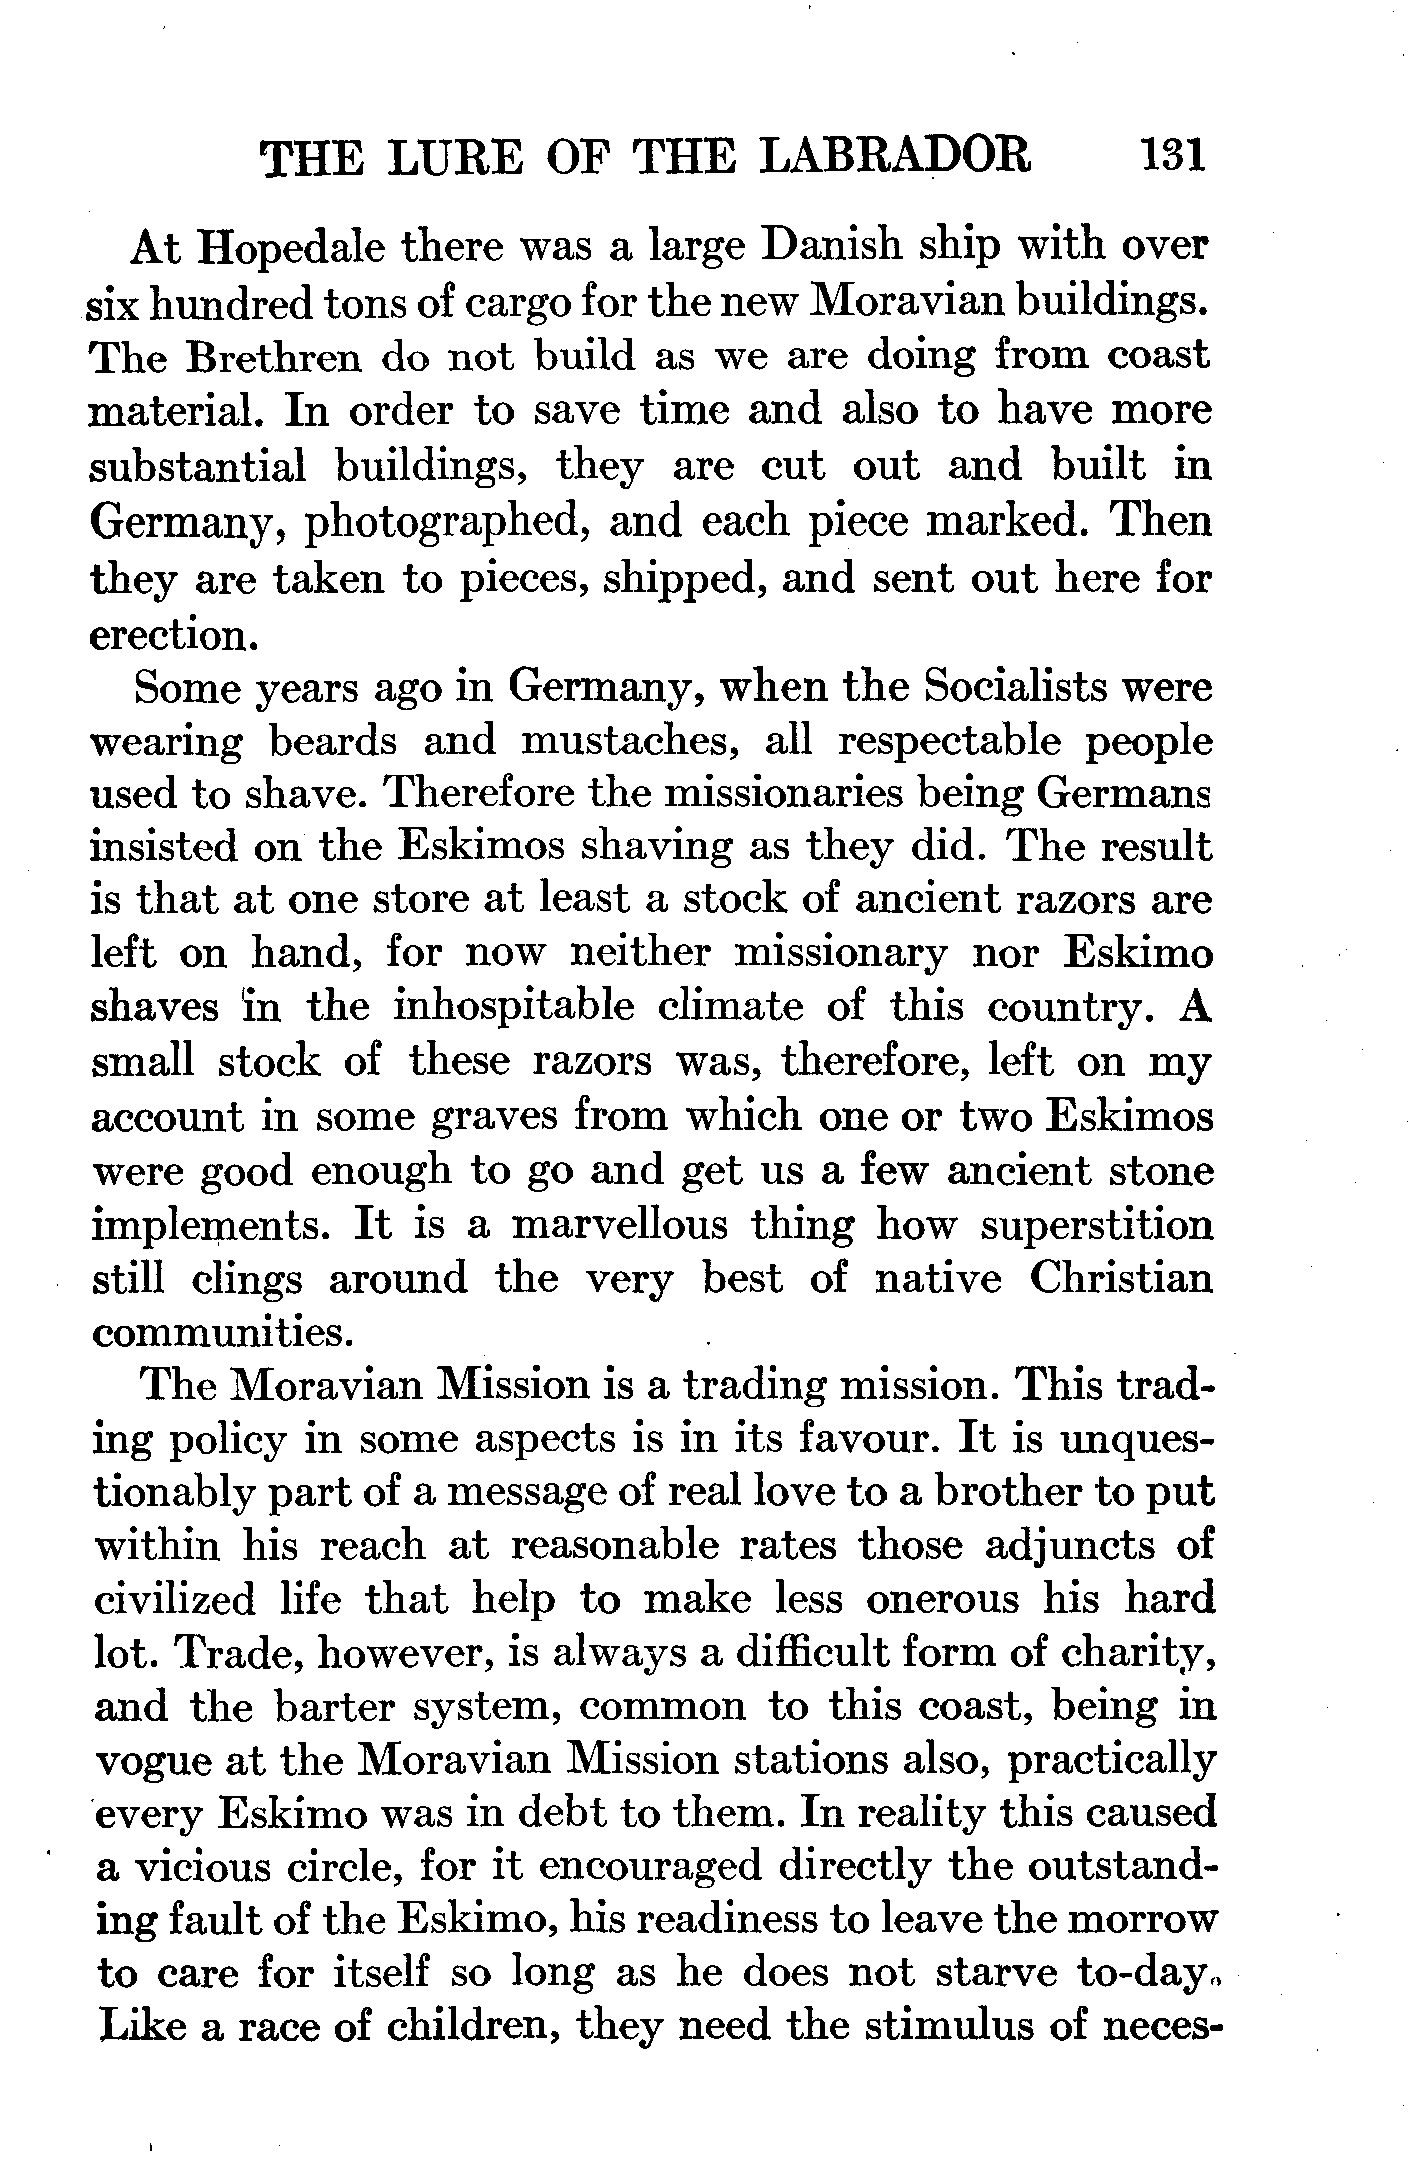 THE LURE OF THE LABRADOR 131
At Hopedale there was a large Danish ship with over
six hundred tons of cargo for the new Moravian buildings.
The Brethren do not build as we are doing from coast
material. In order to save time and also to have more
substantial buildings, they are cut out and built in
Germany, photographed, and each piece marked. Then
they are taken to pieces, shipped, and sent out here for
erection.
Some years ago in Germany, when the Socialists were
wearing beards and mustaches, all respectable people
used to shave. Therefore the missionaries being Germans
insisted on the Eskimos shaving as they did. The result
is that at one store at least a stock of ancient razors are
left on hand, for now neither missionary nor Eskimo
shaves in the inhospitable climate of this country. A
small stock of these razors was, therefore, left on my
account in some graves from which one or two Eskimos
were good enough to go and get us a few ancient stone
implements. It is a marvellous thing how superstition
still clings around the very best of native Christian
communities.
The Moravian Mission is a trading mission. This trad-
ing policy in some aspects is in its favour. It is unques-
tionably part of a message of real love to a brother to put
within his reach at reasonable rates those adjuncts of
civilized life that help to make less onerous his hard
lot. Trade, however, is always a difficult form of charity,
and the barter system, common to this coast, being in
vogue at the Moravian Mission stations also, practically
every Eskimo was in debt to them. In reality this caused
a vicious circle, for it encouraged directly the outstand-
ing fault of the Eskimo, his readiness to leave the morrow
to care for itself so long as he does not starve to-day.
Like a race of children, they need the stimulus of neces-